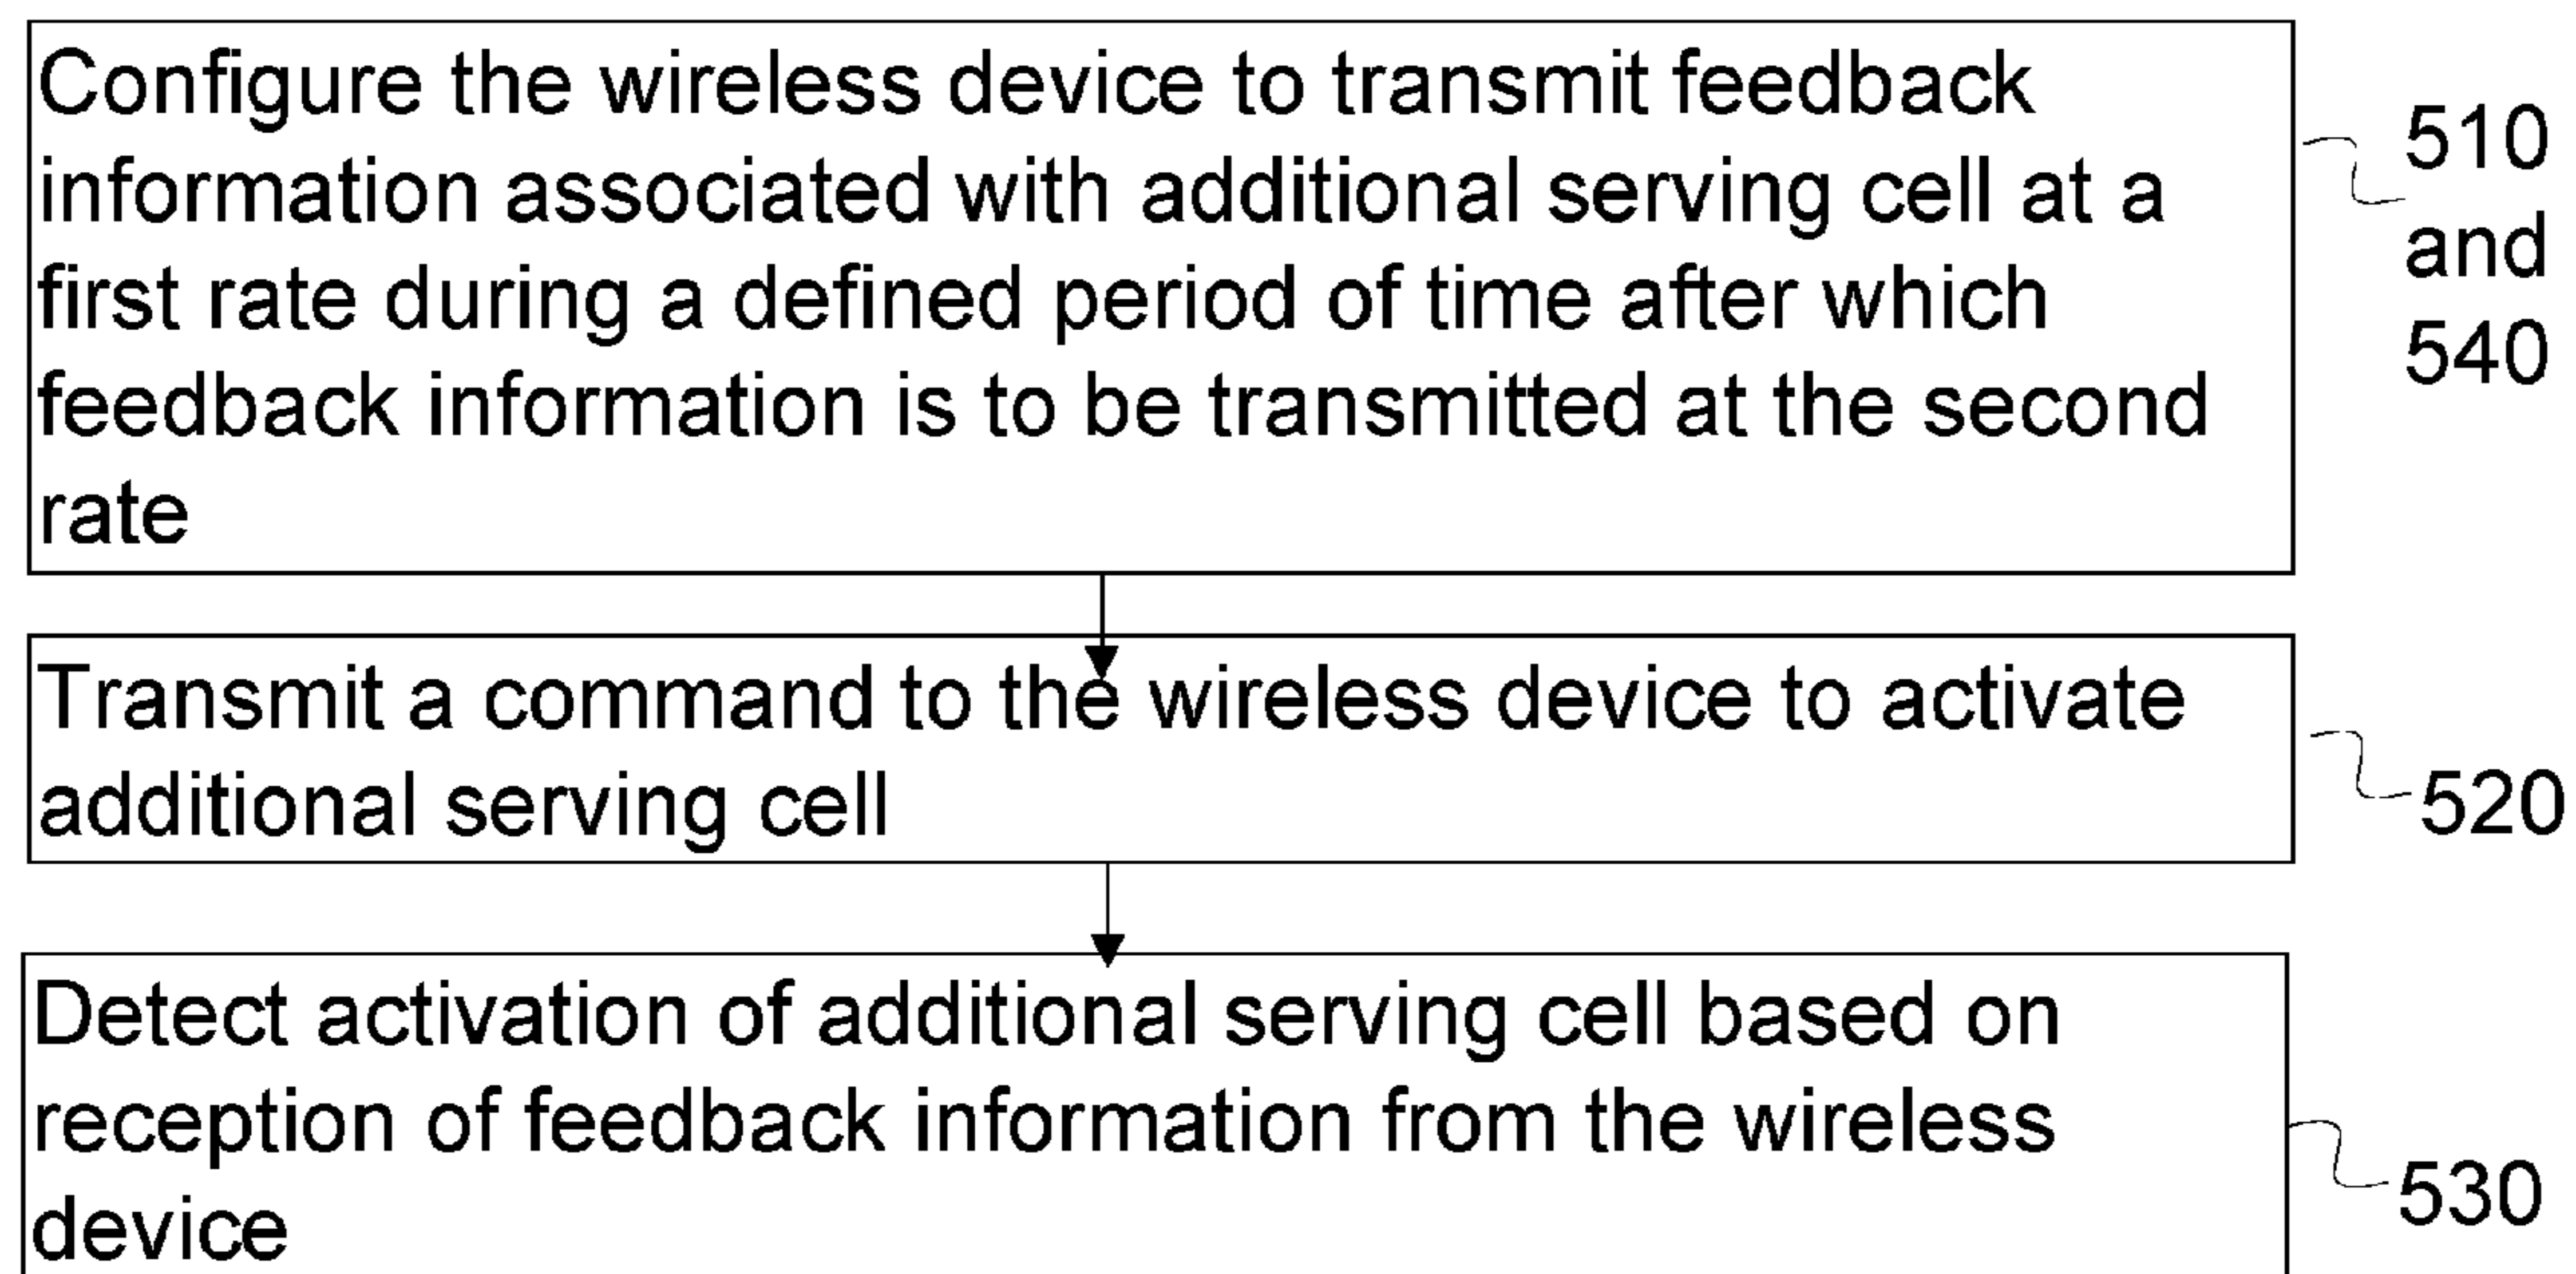 Configure the wireless device to transmit feedback
information associated with additional serving cell at a
first rate during a defined period of time after which
feedback information is to be transmitted at the second
rate
510
and
540
Transmit a command to the wireless device to activate
additional serving cell
520
Detect activation of additional serving cell based on
reception of feedback information from the wireless
device
530